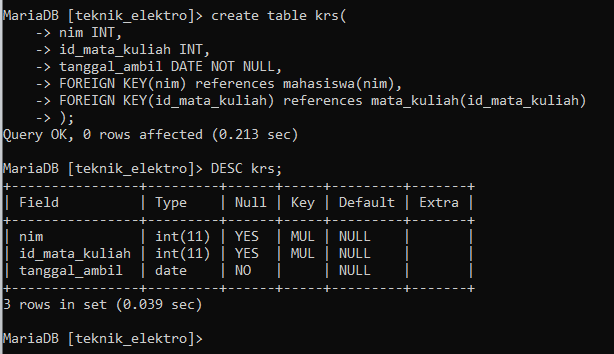 MariaDB [teknik_elektro]> create table krs(
    -> nim INT,
    -> id_mata_kuliah INT,
    -> tanggal_ambil DATE NOT NULL,
    -> FOREIGN KEY(nim) references mahasiswa(nim),
    -> FOREIGN KEY(id_mata_kuliah) references mata_kuliah(id_mata_kuliah)
    -> );
Query OK, 0 rows affected (0.213 sec)

MariaDB [teknik_elektro]> DESC krs;
+----------------+---------+------+-----+---------+-------+
| Field          | Type    | Null | Key | Default | Extra |
+----------------+---------+------+-----+---------+-------+
| nim            | int(11) | YES  | MUL | NULL    |       |
| id_mata_kuliah | int(11) | YES  | MUL | NULL    |       |
| tanggal_ambil  | date    | NO   |     | NULL    |       |
+----------------+---------+------+-----+---------+-------+
3 rows in set (0.039 sec)

MariaDB [teknik_elektro]>